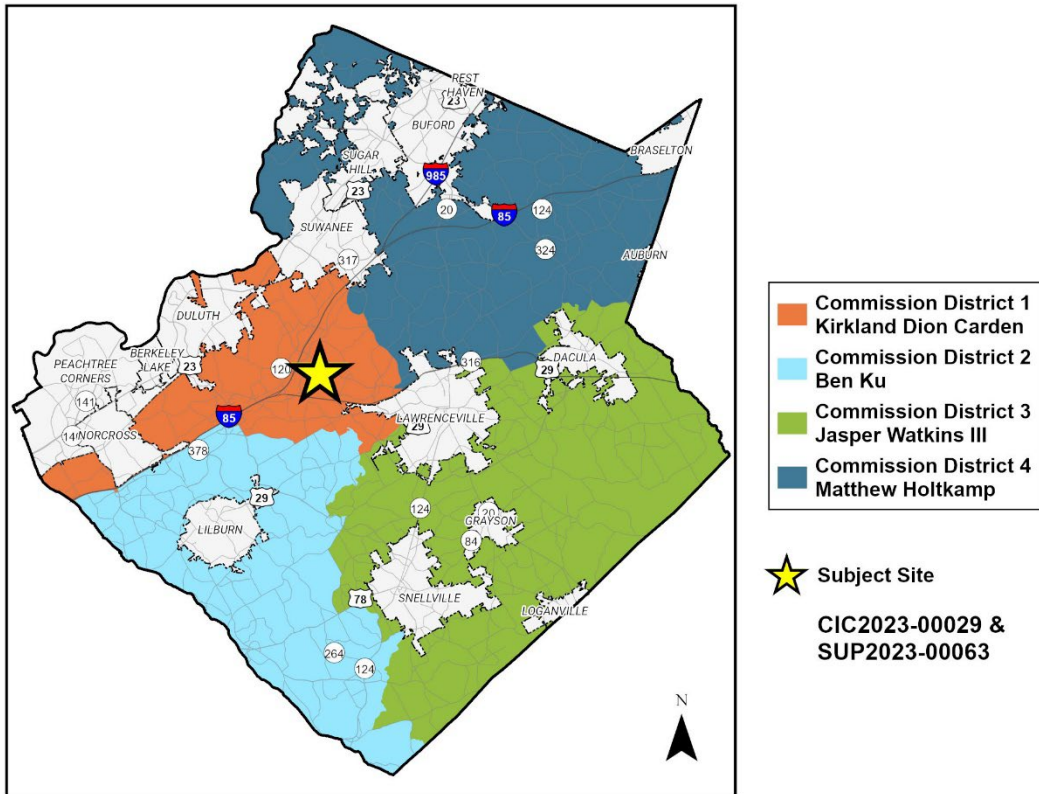 REST
HAVEN
23
BUFORD
BRASELTON
SUGAR
HILL
985
23
20
85
124
SUWANEE
324
317
AUBURN
DULUTH
BERKELEY
LAKE
23
PEACHTREE
CORNERS
120
316
DACULA
29
141
85
LAWRENCEVILLE
29
14
NORCROSS
378
29
LILBURN
124
20
GRAYSON
84
78
SNELLVILLE
LOGANVILLE
264
124
N
Commission District 1
Kirkland Dion Carden
Commission District 2
Ben Ku
Commission District 3
Jasper Watkins III
Commission District 4
Matthew Holtkamp
Subject Site
CIC2023-00029 &
SUP2023-00063